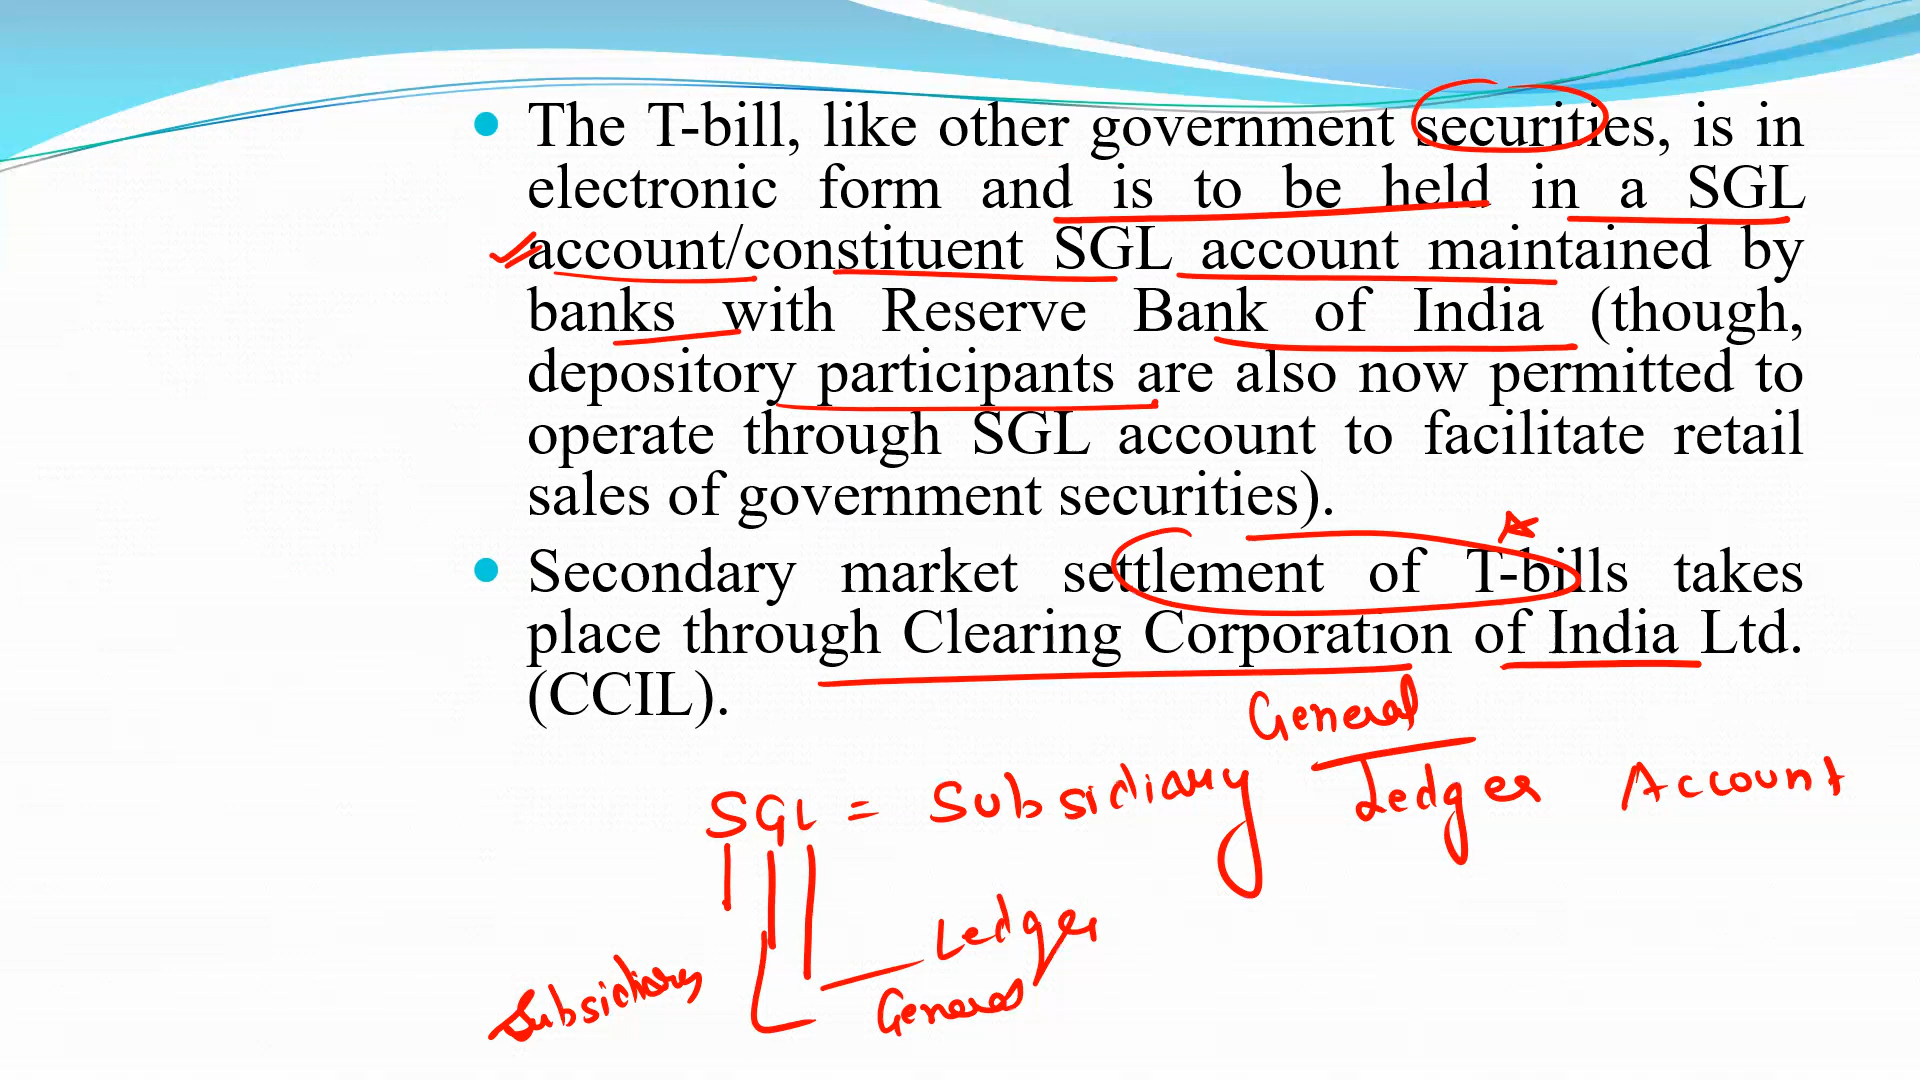 The T-bill, like other government securities, is in
electronic form and is to be held in a SGL
account/constituent SGL account maintained by
banks with Reserve Bank of India (though,
depository participants are also now permitted to
operate through SGL account to facilitate retail
sales of government securities).
Secondary market settlement of T-bills takes
place through Clearing Corporation of India Ltd.
(CCIL).
General
SGL = Subsidiary Ledger Account
Ledger
Subsidiary
General